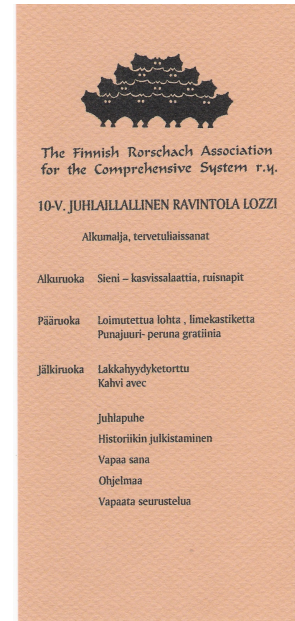 The Finnish Rorschach Association
for the Comprehensive System r.y.
10-V. JUHLAILLALLINEN RAVINTOLA LOZZI
Alkumalja, tervetuliaissanat
Alkuruoka Sieni – kasvissalaattia, ruisnapit
Pääruoka Loimutettua lohta , limekastiketta
Punajuuri- peruna gratiinia
Jälkiruoka Lakkahyydyketorttu
Kahvi avec
Juhlapuhe
Historiikin julkistaminen
Vapaa sana
Ohjelmaa
Vapaata seurustelua